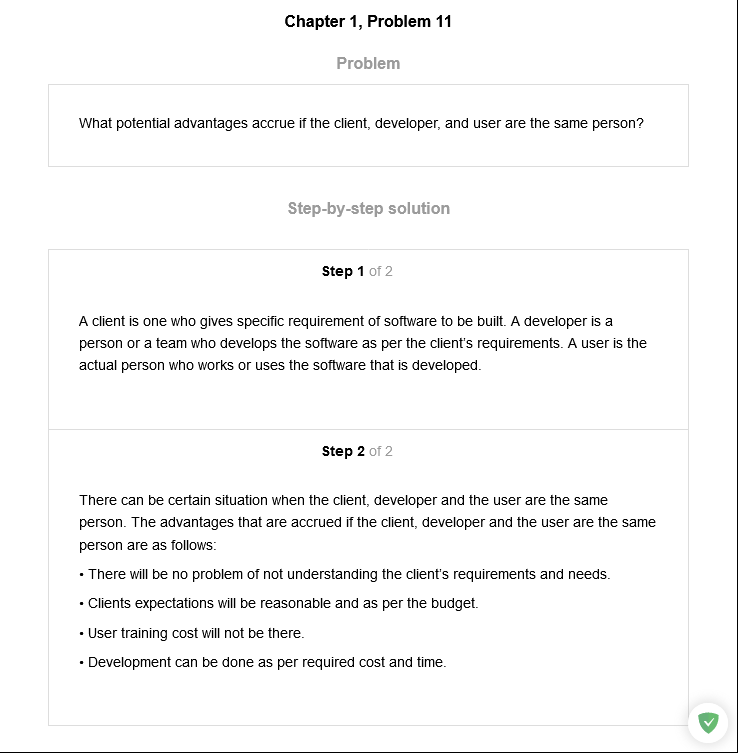 Chapter 1, Problem 11
Problem
What potential advantages accrue if the client, developer, and user are the same person?
Step-by-step solution
Step 1 of 2
A client is one who gives specific requirement of software to be built. A developer is a
person or a team who develops the software as per the client's requirements. A user is the
actual person who works or uses the software that is developed.
Step 2 of 2
There can be certain situation when the client, developer and the user are the same
person. The advantages that are accrued if the client, developer and the user are the same
person are as follows:
• There will be no problem of not understanding the client's requirements and needs.
• Clients expectations will be reasonable and as per the budget.
• User training cost will not be there.
• Development can be done as per required cost and time.